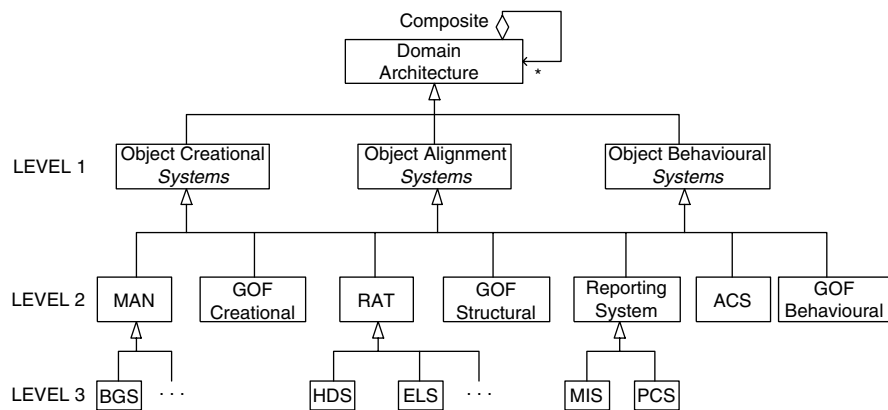 Composite
Domain
Architecture
*
LEVEL 1
Object Creational
Systems
Object Alignment
Systems
Object Behavioural
Systems
LEVEL 2
MAN
GOF
Creational
RAT
GOF
Structural
Reporting
System
ACS
GOF
Behavioural
LEVEL 3
BGS
. . .
HDS
ELS
. . .
MIS
PCS